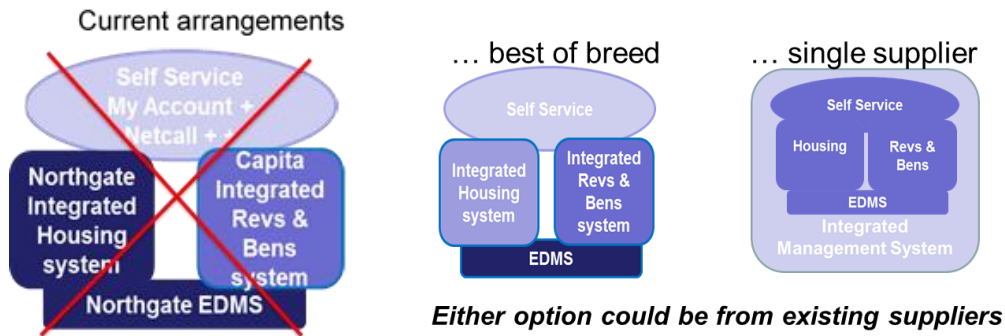 Current arrangements
Self Service
My Account +
Netcall + +
Northgate
Integrated
Housing
system
Capita
Integrated
Revs &
Bens
system
Northgate EDMS
… best of breed
Self Service
Integrated
Housing
system
Integrated
Revs &
Bens
system
EDMS
… single supplier
Self Service
Housing
Revs &
Bens
EDMS
Integrated
Management System
Either option could be from existing suppliers